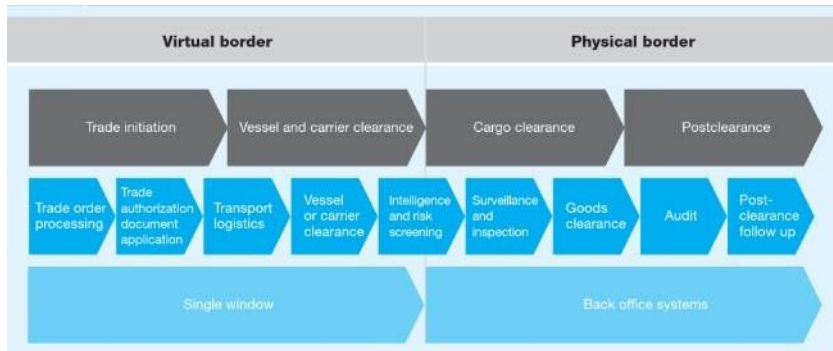 Virtual border
Physical border
Trade initiation
Vessel and carrier clearance
Cargo clearance
Postclearance
Trade order
processing
Trade
authorization
document
application
Transport
logistics
Vessel
or carrier
clearance
Intelligence
and risk
screening
Surveillance
and
inspection
Goods
clearance
Audit
Post-
clearance
follow up
Single window
Back office systems